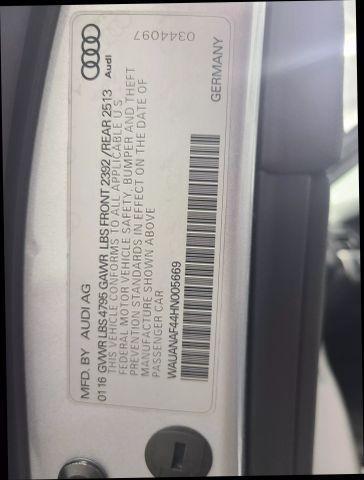 MFD. BY AUDI AG
Audi
0116 GVWR LBS 4795 GAWR LBS FRONT 2392 / REAR 2513
THIS VEHICLE CONFORMS TO ALL APPLICABLE U S
FEDERAL MOTOR VEHICLE SAFETY, BUMPER AND THEFT
PREVENTION STANDARDS IN EFFECT ON THE DATE OF
MANUFACTURE SHOWN ABOVE
0344097
PASSENGER CAR
WAUANAF44HN005669
GERMANY